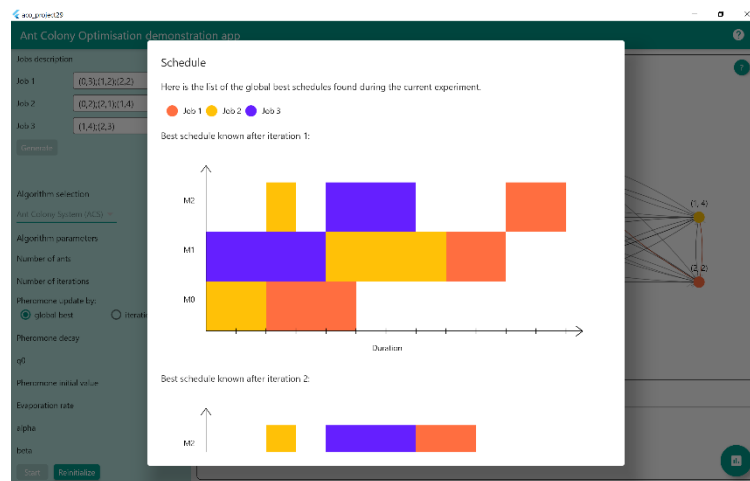 aco_project29
Ant Colony Optimisation demonstration app
Jobs description
Job 1 (0,3);(1,2);(2,2)
Job 2 (0,2);(2,1);(1,4)
Job 3 (1,4);(2,3)
Generate
Algorithm selection
Ant Colony System (ACS)
Algorithm parameters
Number of ants
Number of iterations
Pheromone update by:
global best
Pheromone decay
q0
Pheromone initial value
Evaporation rate
alpha
beta
Start Reinitialize
Schedule
Here is the list of the global best schedules found during the current experiment.
Job 1 Job 2 Job 3
Best schedule known after iteration 1:
M2
M1
M0
Duration
Best schedule known after iteration 2:
M2
(1, 4)
(2, 2)
?
?